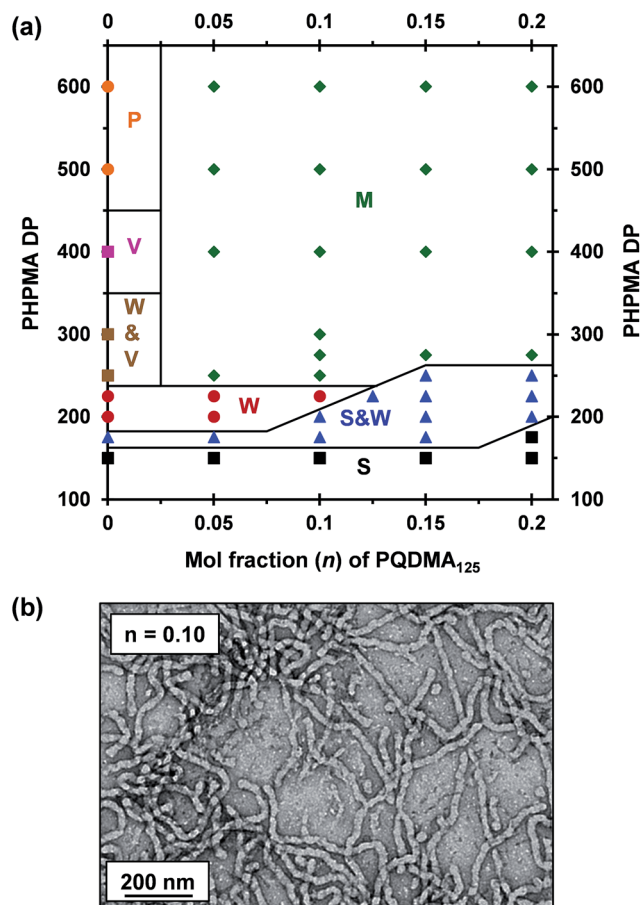 (a)
0 0.05 0.1 0.15 0.2
600 P 600
500 500
M
PHPMA DP 400 V 400 PHPMA DP
W
300 & 300
V
W S&W
200 200
S
100 100
0 0.05 0.1 0.15 0.2
Mol fraction (n) of PQDMA125
(b)
n = 0.10
200 nm